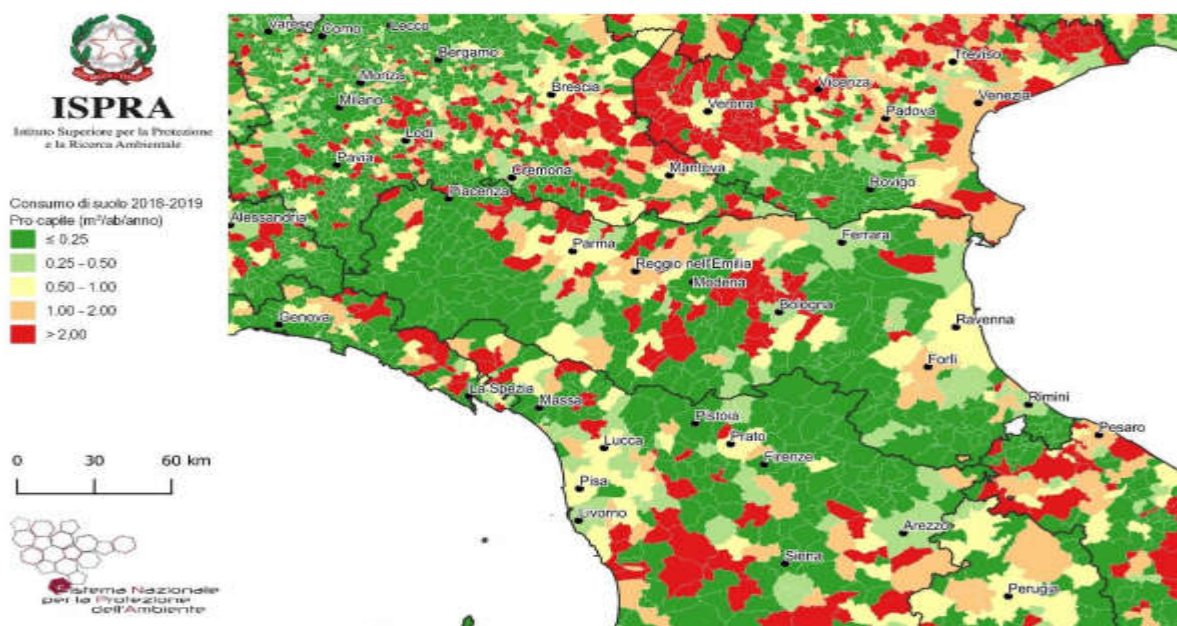 ISPRA
Istituto Superiore per la Protezione
e la Ricerca Ambientale
Consumo di suolo 2018-2019
Pro-capite (m²/ab/anno)
≤ 0.25
0.25 - 0.50
0.50 - 1.00
1.00 - 2.00
> 2.00
0 30 60 km
Sistema Nazionale
per la Protezione
dell'Ambiente
Varese
Como
Lecco
Bergamo
Monza
Milano
Brescia
Treviso
Vicenza
Verona
Venezia
Padova
Lodi
Pavia
Cremona
Mantova
Rovigo
Piacenza
Alessandria
Ferrara
Parma
Reggio nell'Emilia
Modena
Bologna
Genova
Ravenna
Forlì
La Spezia
Massa
Rimini
Pistoia
Prato
Pesaro
Lucca
Firenze
Pisa
Livorno
Arezzo
Siena
Perugia